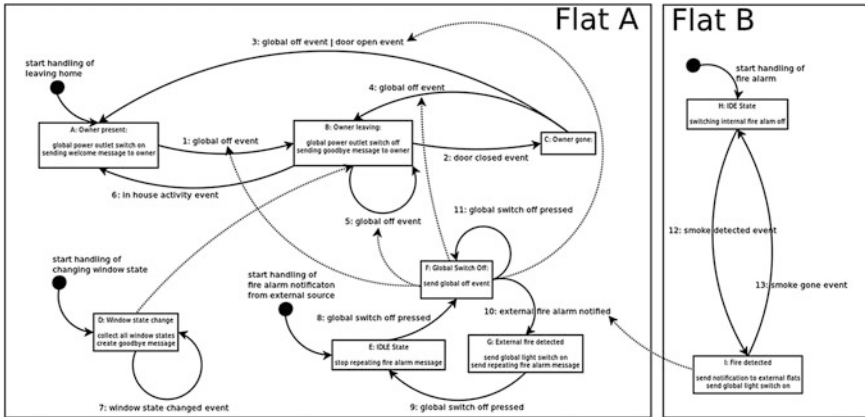 Flat A
Flat B
3: global off event | door open event
start handling of
leaving home
4: global off event
start handling of
fire alarm
A: Owner present:
global power outlet switch on
sending welcome message to owner
1: global off event
B: Owner leaving:
global power outlet switch off
sending goodbye message to owner
C: Owner gone:
2: door closed event
H: IDE State
switching internal fire alam off
6: in house activity event
5: global off event
11: global switch off pressed
12: smoke detected event
start handling of
changing window state
start handling of
fire alarm notificaton
from external source
F: Global Switch Off:
send global off event
13: smoke gone event
8: global switch off pressed
10: external fire alarm notified
D: Window state change
collect all window states
create goodbye message
E: IDLE State
stop repeating fire alarm message
G: External fire detected
send global light switch on
send repeating fire alarm message
I: Fire detected
send notification to external flats
send global light switch on
7: window state changed event
9: global switch off pressed